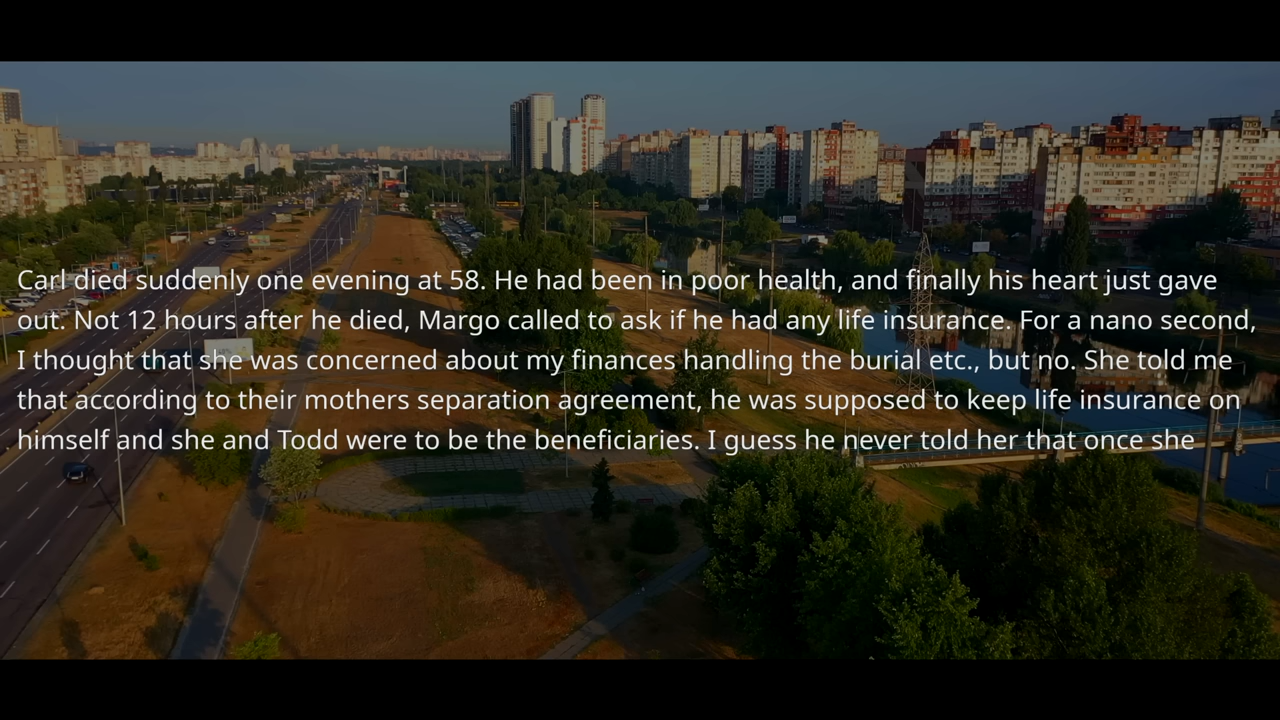 Carl died suddenly one evening at 58. He had been in poor health, and finally his heart just gave
out. Not 12 hours after he died, Margo called to ask if he had any life insurance. For a nano second,
I thought that she was concerned about my finances handling the burial etc., but no. She told me
that according to their mothers separation agreement, he was supposed to keep life insurance on
himself and she and Todd were to be the beneficiaries. I guess he never told her that once she